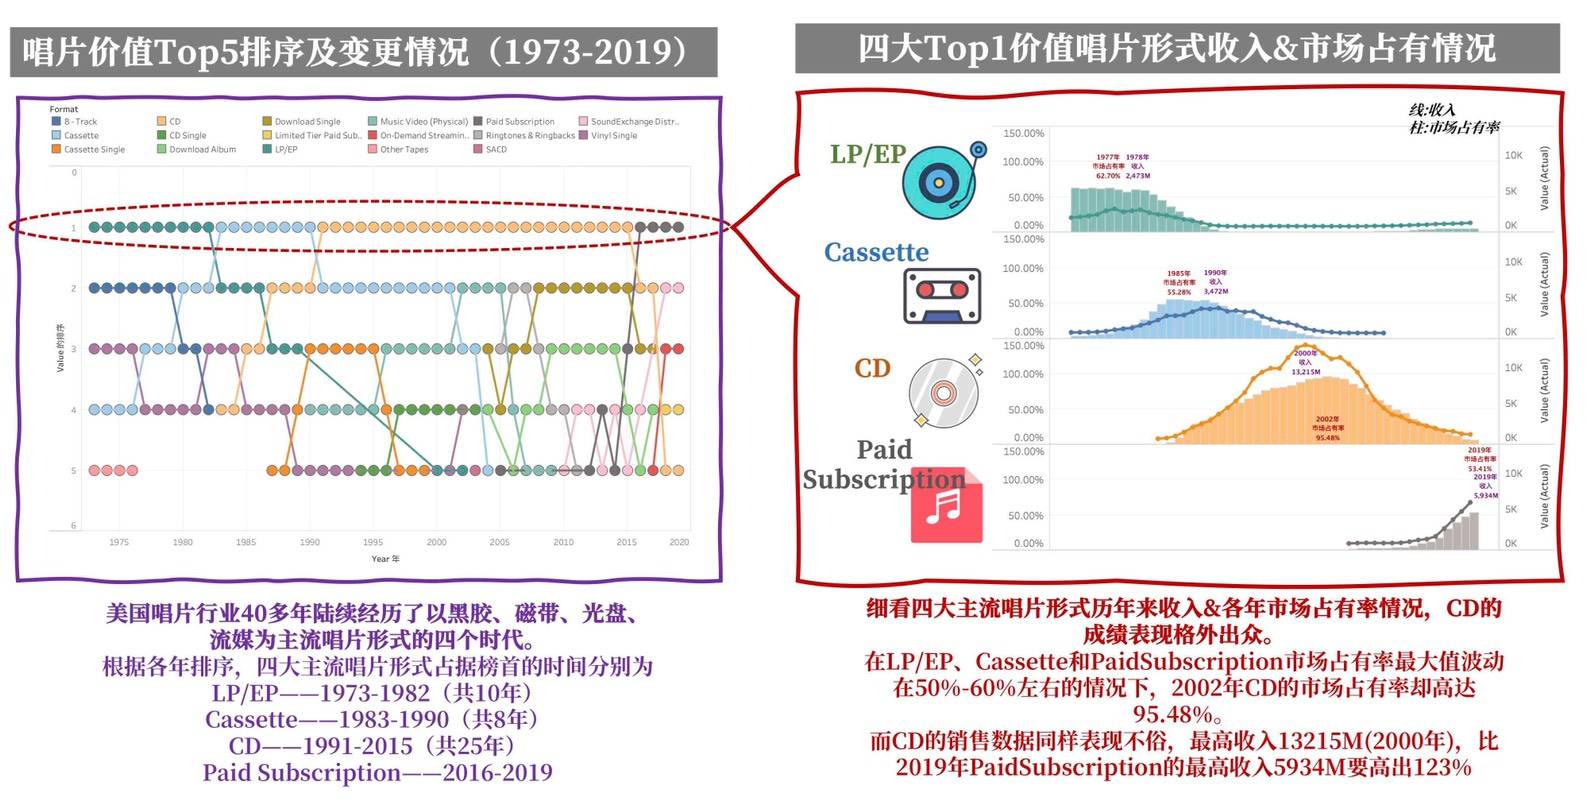 唱片价值Top5排序及变更情况（1973-2019）
Format
8 - Track
CD
Download Single
Music Video (Physical)
Paid Subscription
SoundExchange Distr..
Cassette
CD Single
Limited Tier Paid Sub..
On-Demand Streamin..
Ringtones & Ringbacks
Vinyl Single
Cassette Single
Download Album
LP/EP
Other Tapes
SACD
0
1
2
3
4
5
6
Value 的排序
1975
1980
1985
1990
1995
2000
2005
2010
2015
2020
Year 年
美国唱片行业40多年陆续经历了以黑胶、磁带、光盘、
流媒为主流唱片形式的四个时代。
根据各年排序，四大主流唱片形式占据榜首的时间分别为
LP/EP——1973-1982（共10年）
Cassette——1983-1990（共8年）
CD——1991-2015（共25年）
Paid Subscription——2016-2019
四大Top1价值唱片形式收入&市场占有情况
线:收入
柱:市场占有率
LP/EP
150.00%
100.00%
50.00%
0.00%
1977年
市场占有率
62.70%
1978年
收入
2,473M
10K
5K
0K
Value (Actual)
Cassette
150.00%
100.00%
50.00%
0.00%
1985年
市场占有率
55.28%
1990年
收入
3,472M
10K
5K
0K
Value (Actual)
CD
150.00%
100.00%
50.00%
0.00%
2000年
收入
13,215M
2002年
市场占有率
95.48%
10K
5K
0K
Value (Actual)
Paid
Subscription
150.00%
100.00%
50.00%
0.00%
2019年
市场占有率
53.41%
2019年
收入
5,934M
10K
5K
0K
Value (Actual)
细看四大主流唱片形式历年来收入&各年市场占有率情况，CD的
成绩表现格外出众。
在LP/EP、Cassette和PaidSubscription市场占有率最大值波动
在50%-60%左右的情况下，2002年CD的市场占有率却高达
95.48%。
而CD的销售数据同样表现不俗，最高收入13215M(2000年)，比
2019年PaidSubscription的最高收入5934M要高出123%